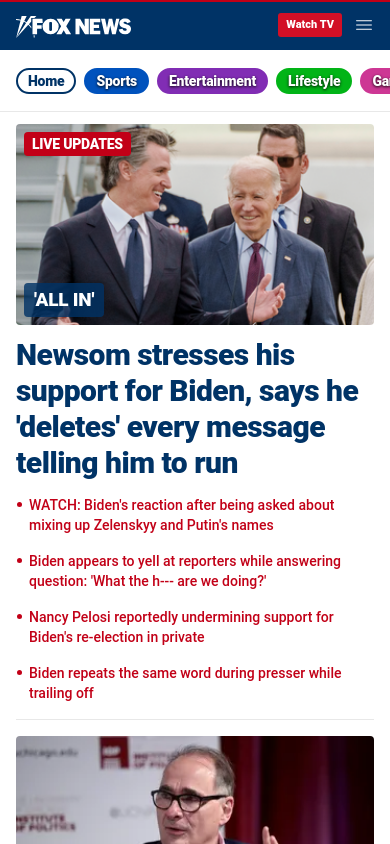 FOX NEWS
Watch TV
Home
Sports
Entertainment
Lifestyle
LIVE UPDATES
'ALL IN'
Newsom stresses his
support for Biden, says he
'deletes' every message
telling him to run
• WATCH: Biden's reaction after being asked about
mixing up Zelenskyy and Putin's names
• Biden appears to yell at reporters while answering
question: 'What the h--- are we doing?'
• Nancy Pelosi reportedly undermining support for
Biden's re-election in private
• Biden repeats the same word during presser while
trailing off
INSTITUTE OF
POLITICS